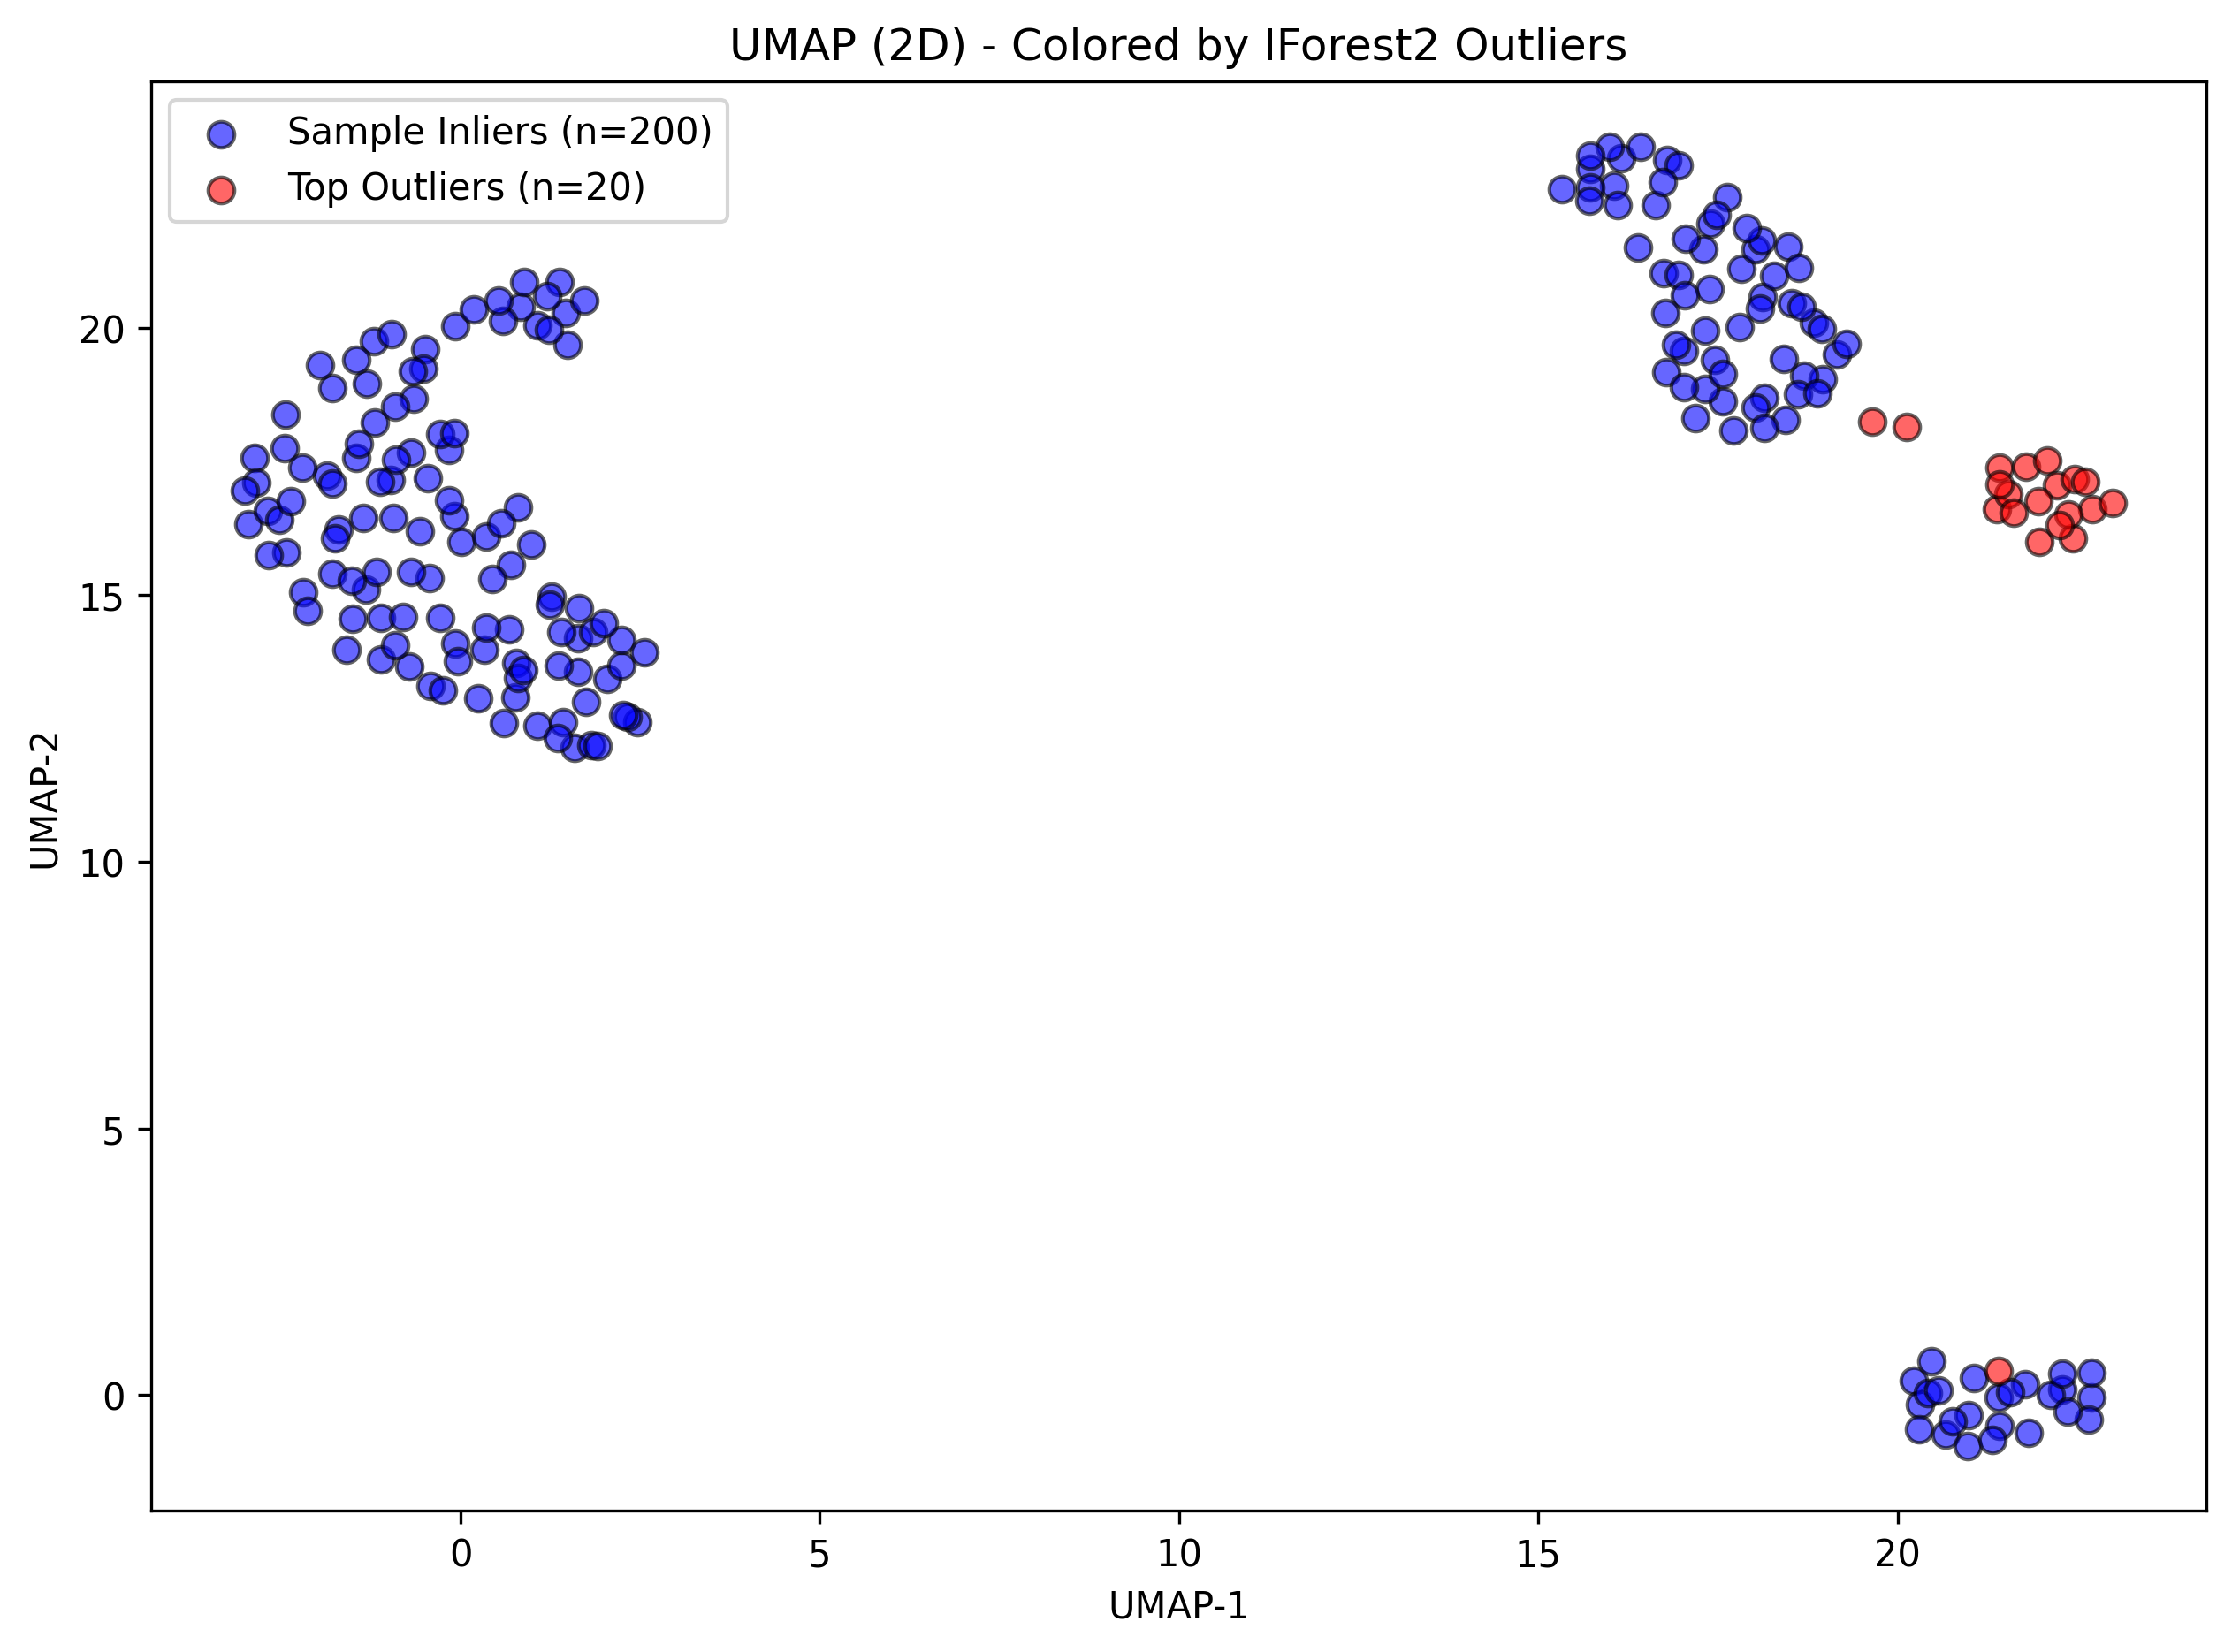 UMAP (2D) - Colored by IForest2 Outliers
Sample Inliers (n=200)
Top Outliers (n=20)
UMAP-2
20
15
10
5
0
0 5 10 15 20
UMAP-1